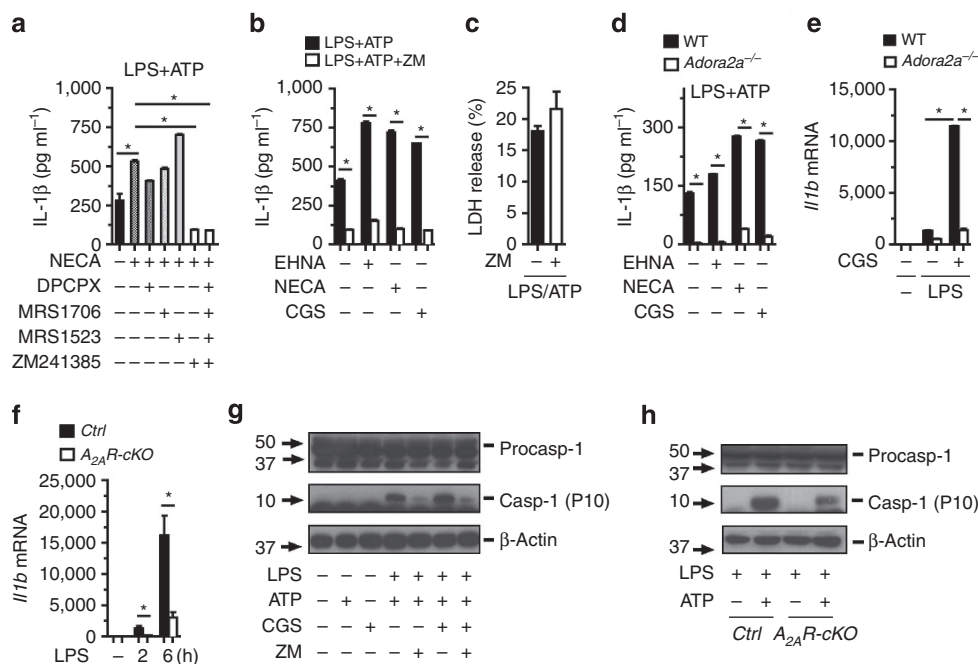 a
LPS+ATP
IL-1β (pg ml⁻¹)
1,000
750
500
250
0
* * *
NECA – + + + + + +
DPCPX – – + – – – +
MRS1706 – – – + – – +
MRS1523 – – – – + – +
ZM241385 – – – – – + +
b
LPS+ATP
LPS+ATP+ZM
IL-1β (pg ml⁻¹)
1,000
750
500
250
0
* * * *
EHNA – + – –
NECA – – + –
CGS – – – +
c
LDH release (%)
25
20
15
10
5
0
ZM – +
LPS/ATP
d
WT
Adora2a⁻/⁻
LPS+ATP
IL-1β (pg ml⁻¹)
300
150
0
* * * *
EHNA – + – –
NECA – – + –
CGS – – – +
e
WT
Adora2a⁻/⁻
Il1b mRNA
15,000
10,000
5,000
0
* *
CGS – – +
– LPS
f
Ctrl
A2AR-cKO
Il1b mRNA
25,000
20,000
15,000
10,000
5,000
0
* *
LPS – 2 6 (h)
g
50
37
Procasp-1
10
Casp-1 (P10)
37
β-Actin
LPS – – – + + + +
ATP – + – + + + +
CGS – – + – – + +
ZM – – – – + – +
h
50
37
Procasp-1
10
Casp-1 (P10)
37
β-Actin
LPS + + + +
ATP – + – +
Ctrl A2AR-cKO